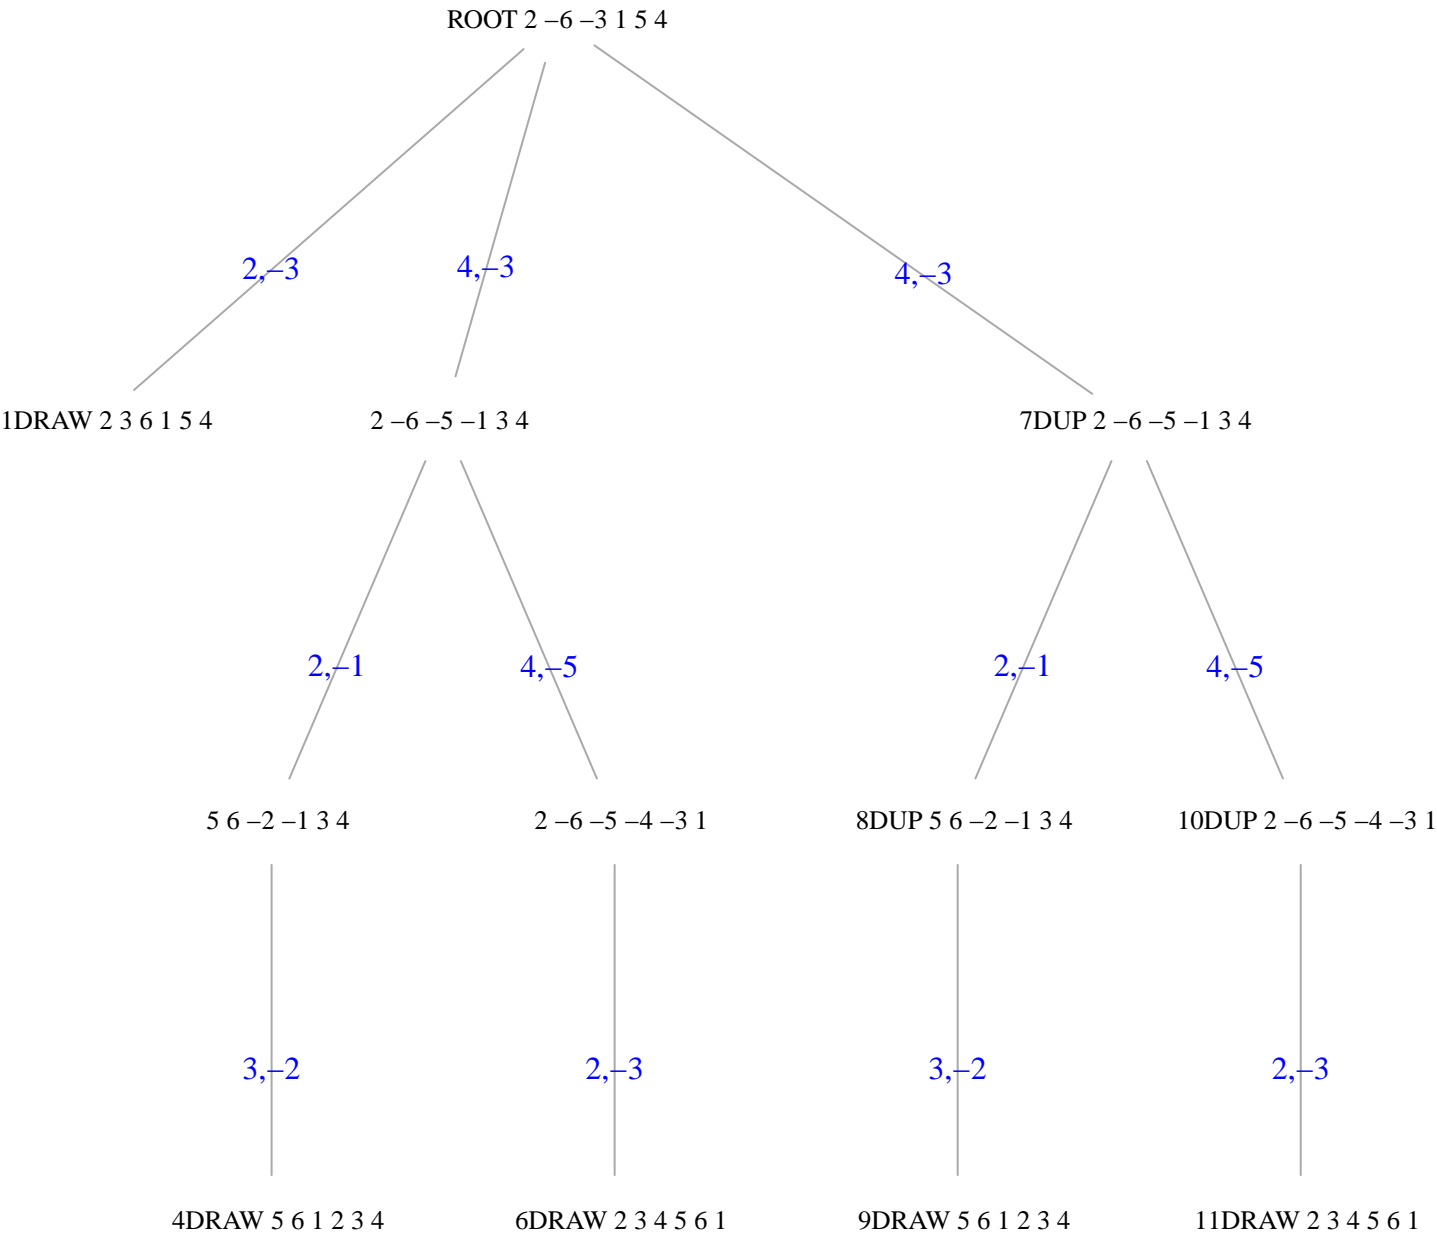 ROOT 2 –6 –3 1 5 4
2,–3
4,–3
4,–3
1DRAW 2 3 6 1 5 4
2 –6 –5 –1 3 4
7DUP 2 –6 –5 –1 3 4
2,–1
4,–5
2,–1
4,–5
5 6 –2 –1 3 4
2 –6 –5 –4 –3 1
8DUP 5 6 –2 –1 3 4
10DUP 2 –6 –5 –4 –3 1
3,–2
2,–3
3,–2
2,–3
4DRAW 5 6 1 2 3 4
6DRAW 2 3 4 5 6 1
9DRAW 5 6 1 2 3 4
11DRAW 2 3 4 5 6 1